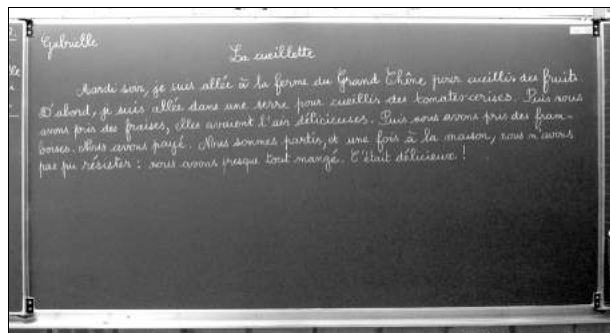 Gabrielle
La cueillette
Mardi soir, je suis allée à la ferme du Grand Chêne pour cueillir des fruits.
D'abord, je suis allée dans une serre pour cueillir des tomates-cerises. Puis nous
avons pris des fraises, elles avaient l'air délicieuses. Puis nous avons pris des fram-
boises. Nous avons payé. Nous sommes partis, et une fois à la maison, nous n'avons
pas pu résister : nous avons presque tout mangé. C'était délicieux !